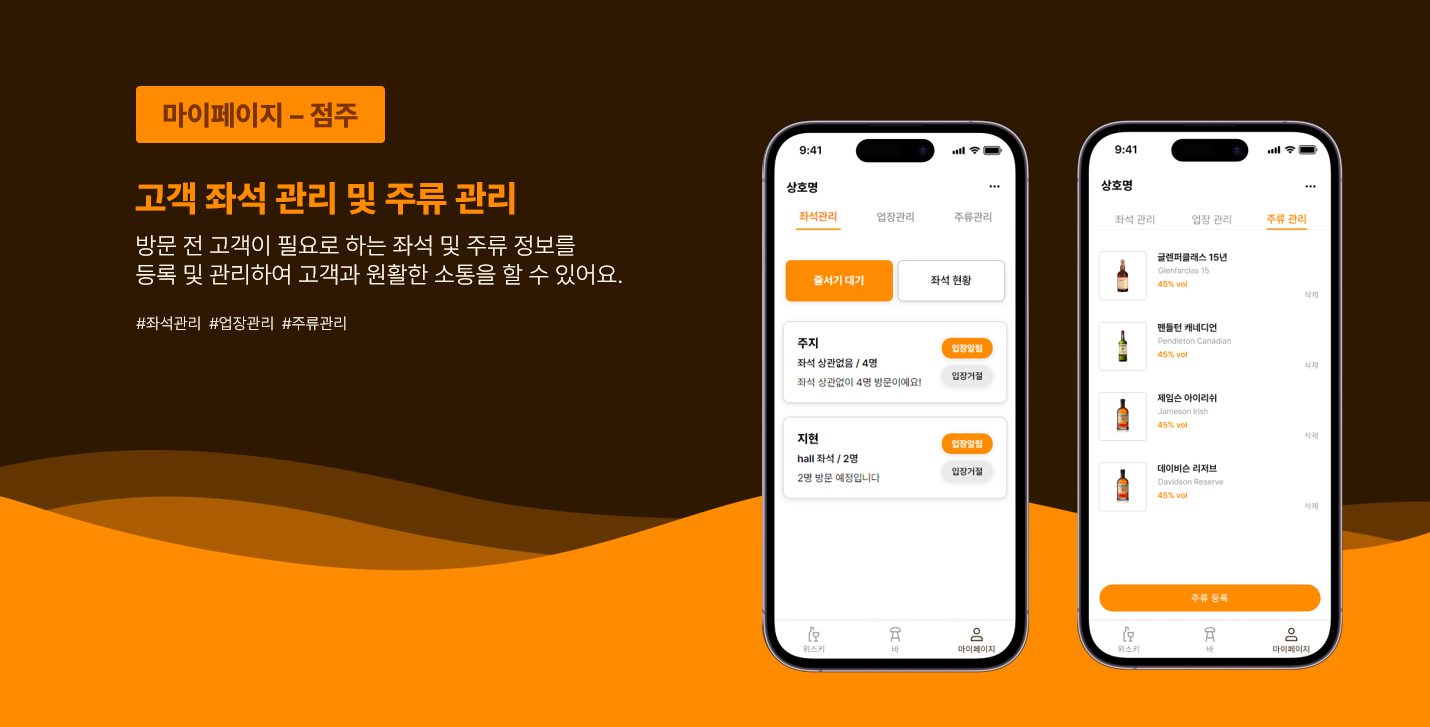 마이페이지 – 점주
고객 좌석 관리 및 주류 관리
방문 전 고객이 필요로 하는 좌석 및 주류 정보를
등록 및 관리하여 고객과 원활한 소통을 할 수 있어요.
#좌석관리 #업장관리 #주류관리
9:41
상호명
좌석관리 업장관리 주류관리
줄서기 대기 좌석 현황
주지
좌석 상관없음 / 4명
좌석 상관없이 4명 방문이예요!
입장알림
입장거절
지현
hall 좌석 / 2명
2명 방문 예정입니다
입장알림
입장거절
위스키 바 마이페이지
9:41
상호명
좌석 관리 업장 관리 주류 관리
글렌퍼클래스 15년
Glenfarclas 15
45% vol
삭제
펜들턴 캐네디언
Pendleton Canadian
45% vol
삭제
제임슨 아이리쉬
Jameson Irish
45% vol
삭제
데이비슨 리저브
Davidson Reserve
45% vol
삭제
주류 등록
위스키 바 마이페이지